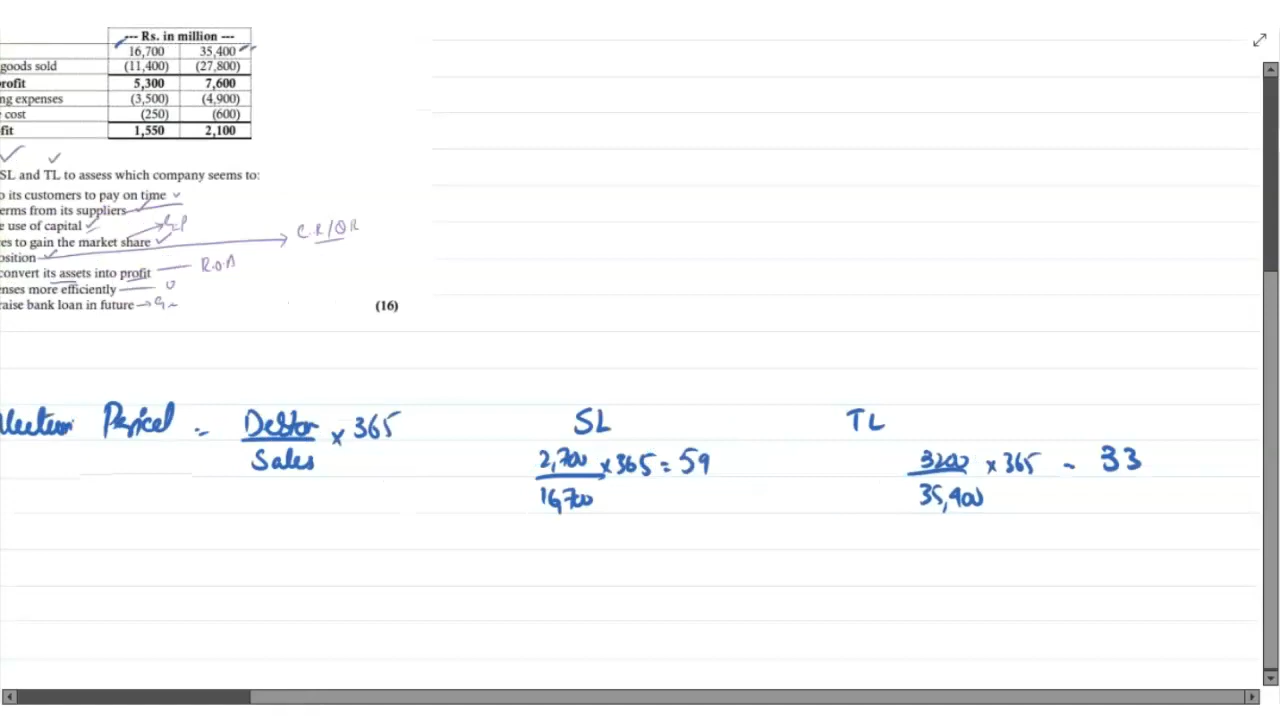 --- Rs. in million ---
16,700 35,400
goods sold (11,400) (27,800)
rofit 5,300 7,600
ng expenses (3,500) (4,900)
cost (250) (600)
fit 1,550 2,100
SL and TL to assess which company seems to:
o its customers to pay on time
erms from its suppliers
e use of capital G.P
es to gain the market share C.R/QR
osition
convert its assets into profit R.O.A
enses more efficiently
raise bank loan in future
(16)
llection Period = Debtor × 365 SL TL
Sales 2,700 × 365 = 59 3200 × 365 - 33
16,700 35,400